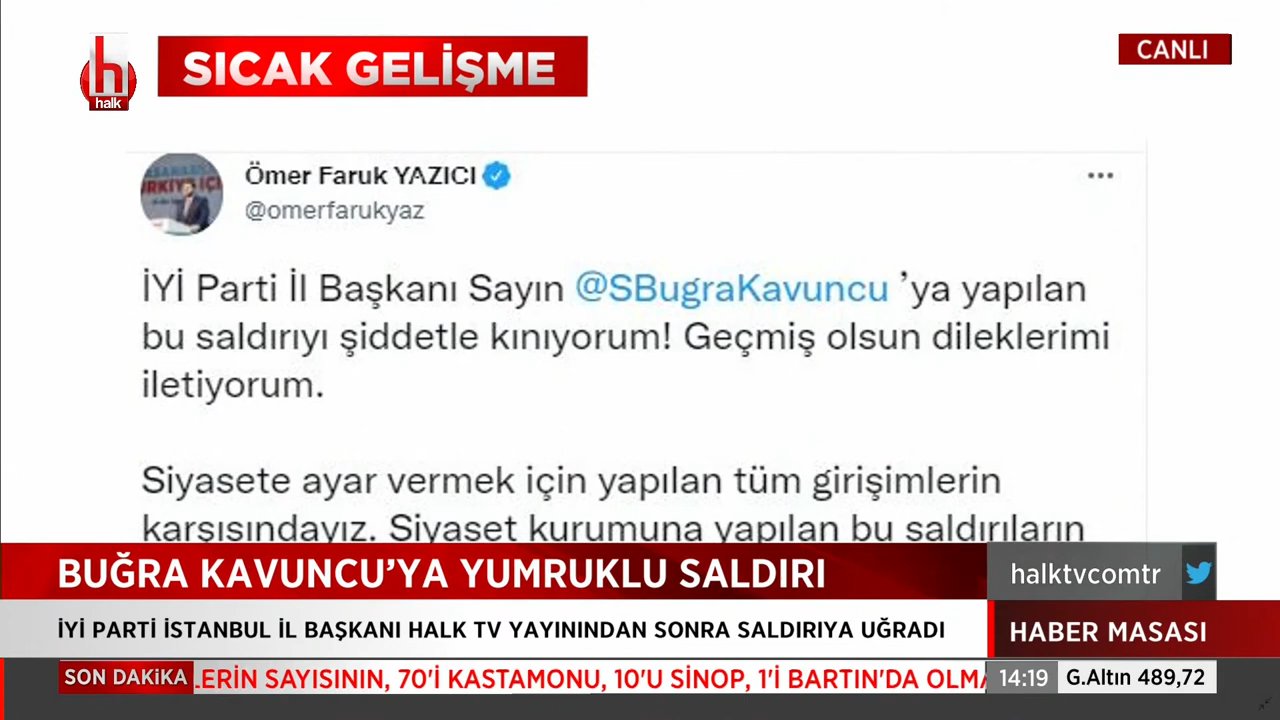 h
halk
SICAK GELİŞME
CANLI
Ömer Faruk YAZICI
@omerfarukyaz
İYİ Parti İl Başkanı Sayın @SBugraKavuncu 'ya yapılan
bu saldırıyı şiddetle kınıyorum! Geçmiş olsun dileklerimi
iletiyorum.
Siyasete ayar vermek için yapılan tüm girişimlerin
karşısındayız. Siyaset kurumuna yapılan bu saldırıların
BUĞRA KAVUNCU'YA YUMRUKLU SALDIRI
halktvcomtr
İYİ PARTİ İSTANBUL İL BAŞKANI HALK TV YAYININDAN SONRA SALDIRIYA UĞRADI
HABER MASASI
SON DAKİKA
LERİN SAYISININ, 70'İ KASTAMONU, 10'U SİNOP, 1'İ BARTIN'DA OLMA
14:19
G.Altın 489,72